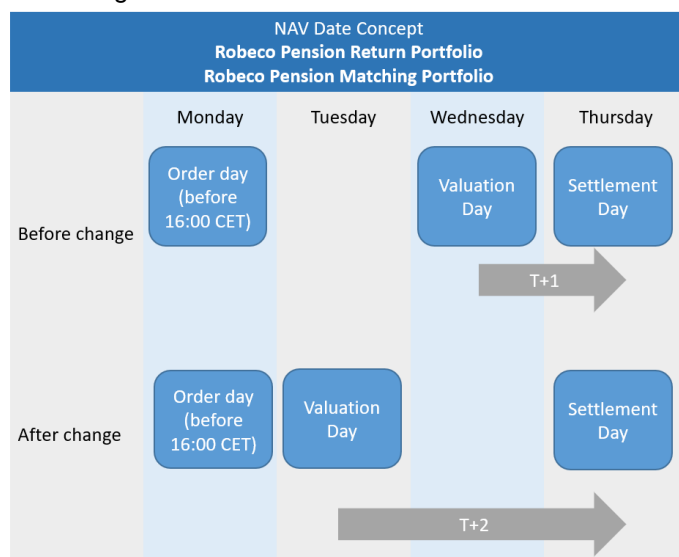 NAV Date Concept
Robeco Pension Return Portfolio
Robeco Pension Matching Portfolio
Monday Tuesday Wednesday Thursday
Before change
Order day
(before
16:00 CET)
Valuation
Day
Settlement
Day
T+1
After change
Order day
(before
16:00 CET)
Valuation
Day
Settlement
Day
T+2